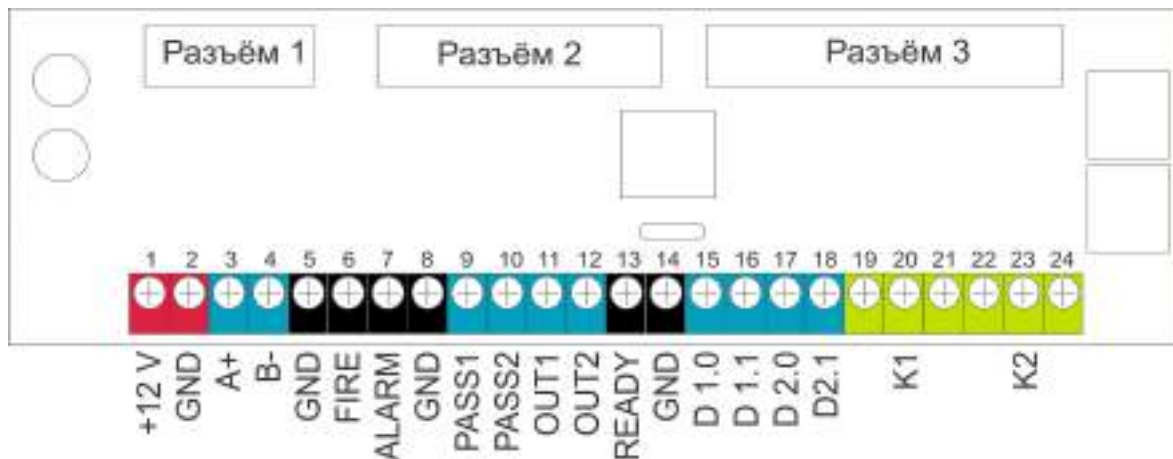 Разъём 1 Разъём 2 Разъём 3
1 2 3 4 5 6 7 8 9 10 11 12 13 14 15 16 17 18 19 20 21 22 23 24
+12 V GND A+ B- GND FIRE ALARM GND PASS1 PASS2 OUT1 OUT2 READY GND D 1.0 D 1.1 D 2.0 D2.1 K1 K2